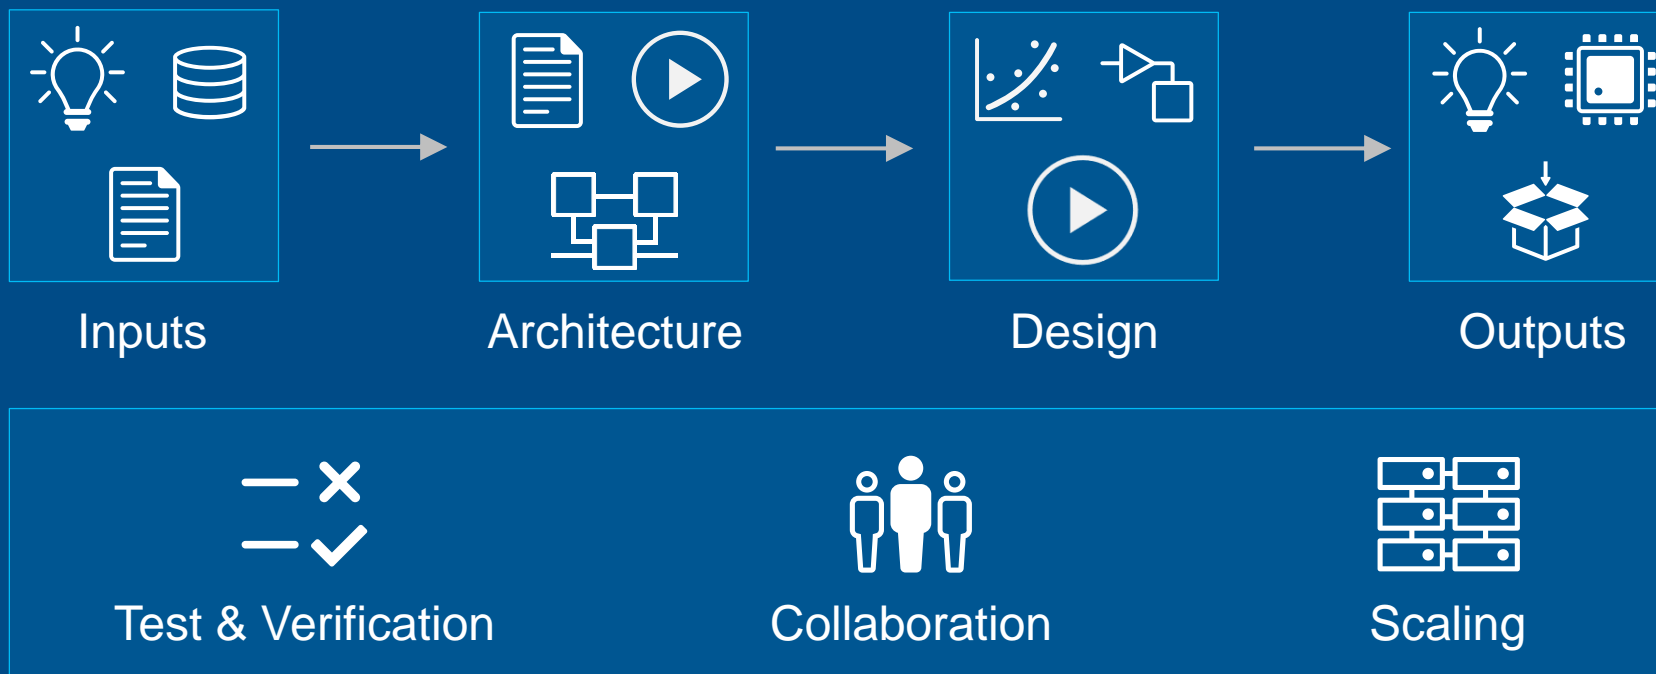 Inputs
Architecture
Design
Outputs
Test & Verification
Collaboration
Scaling